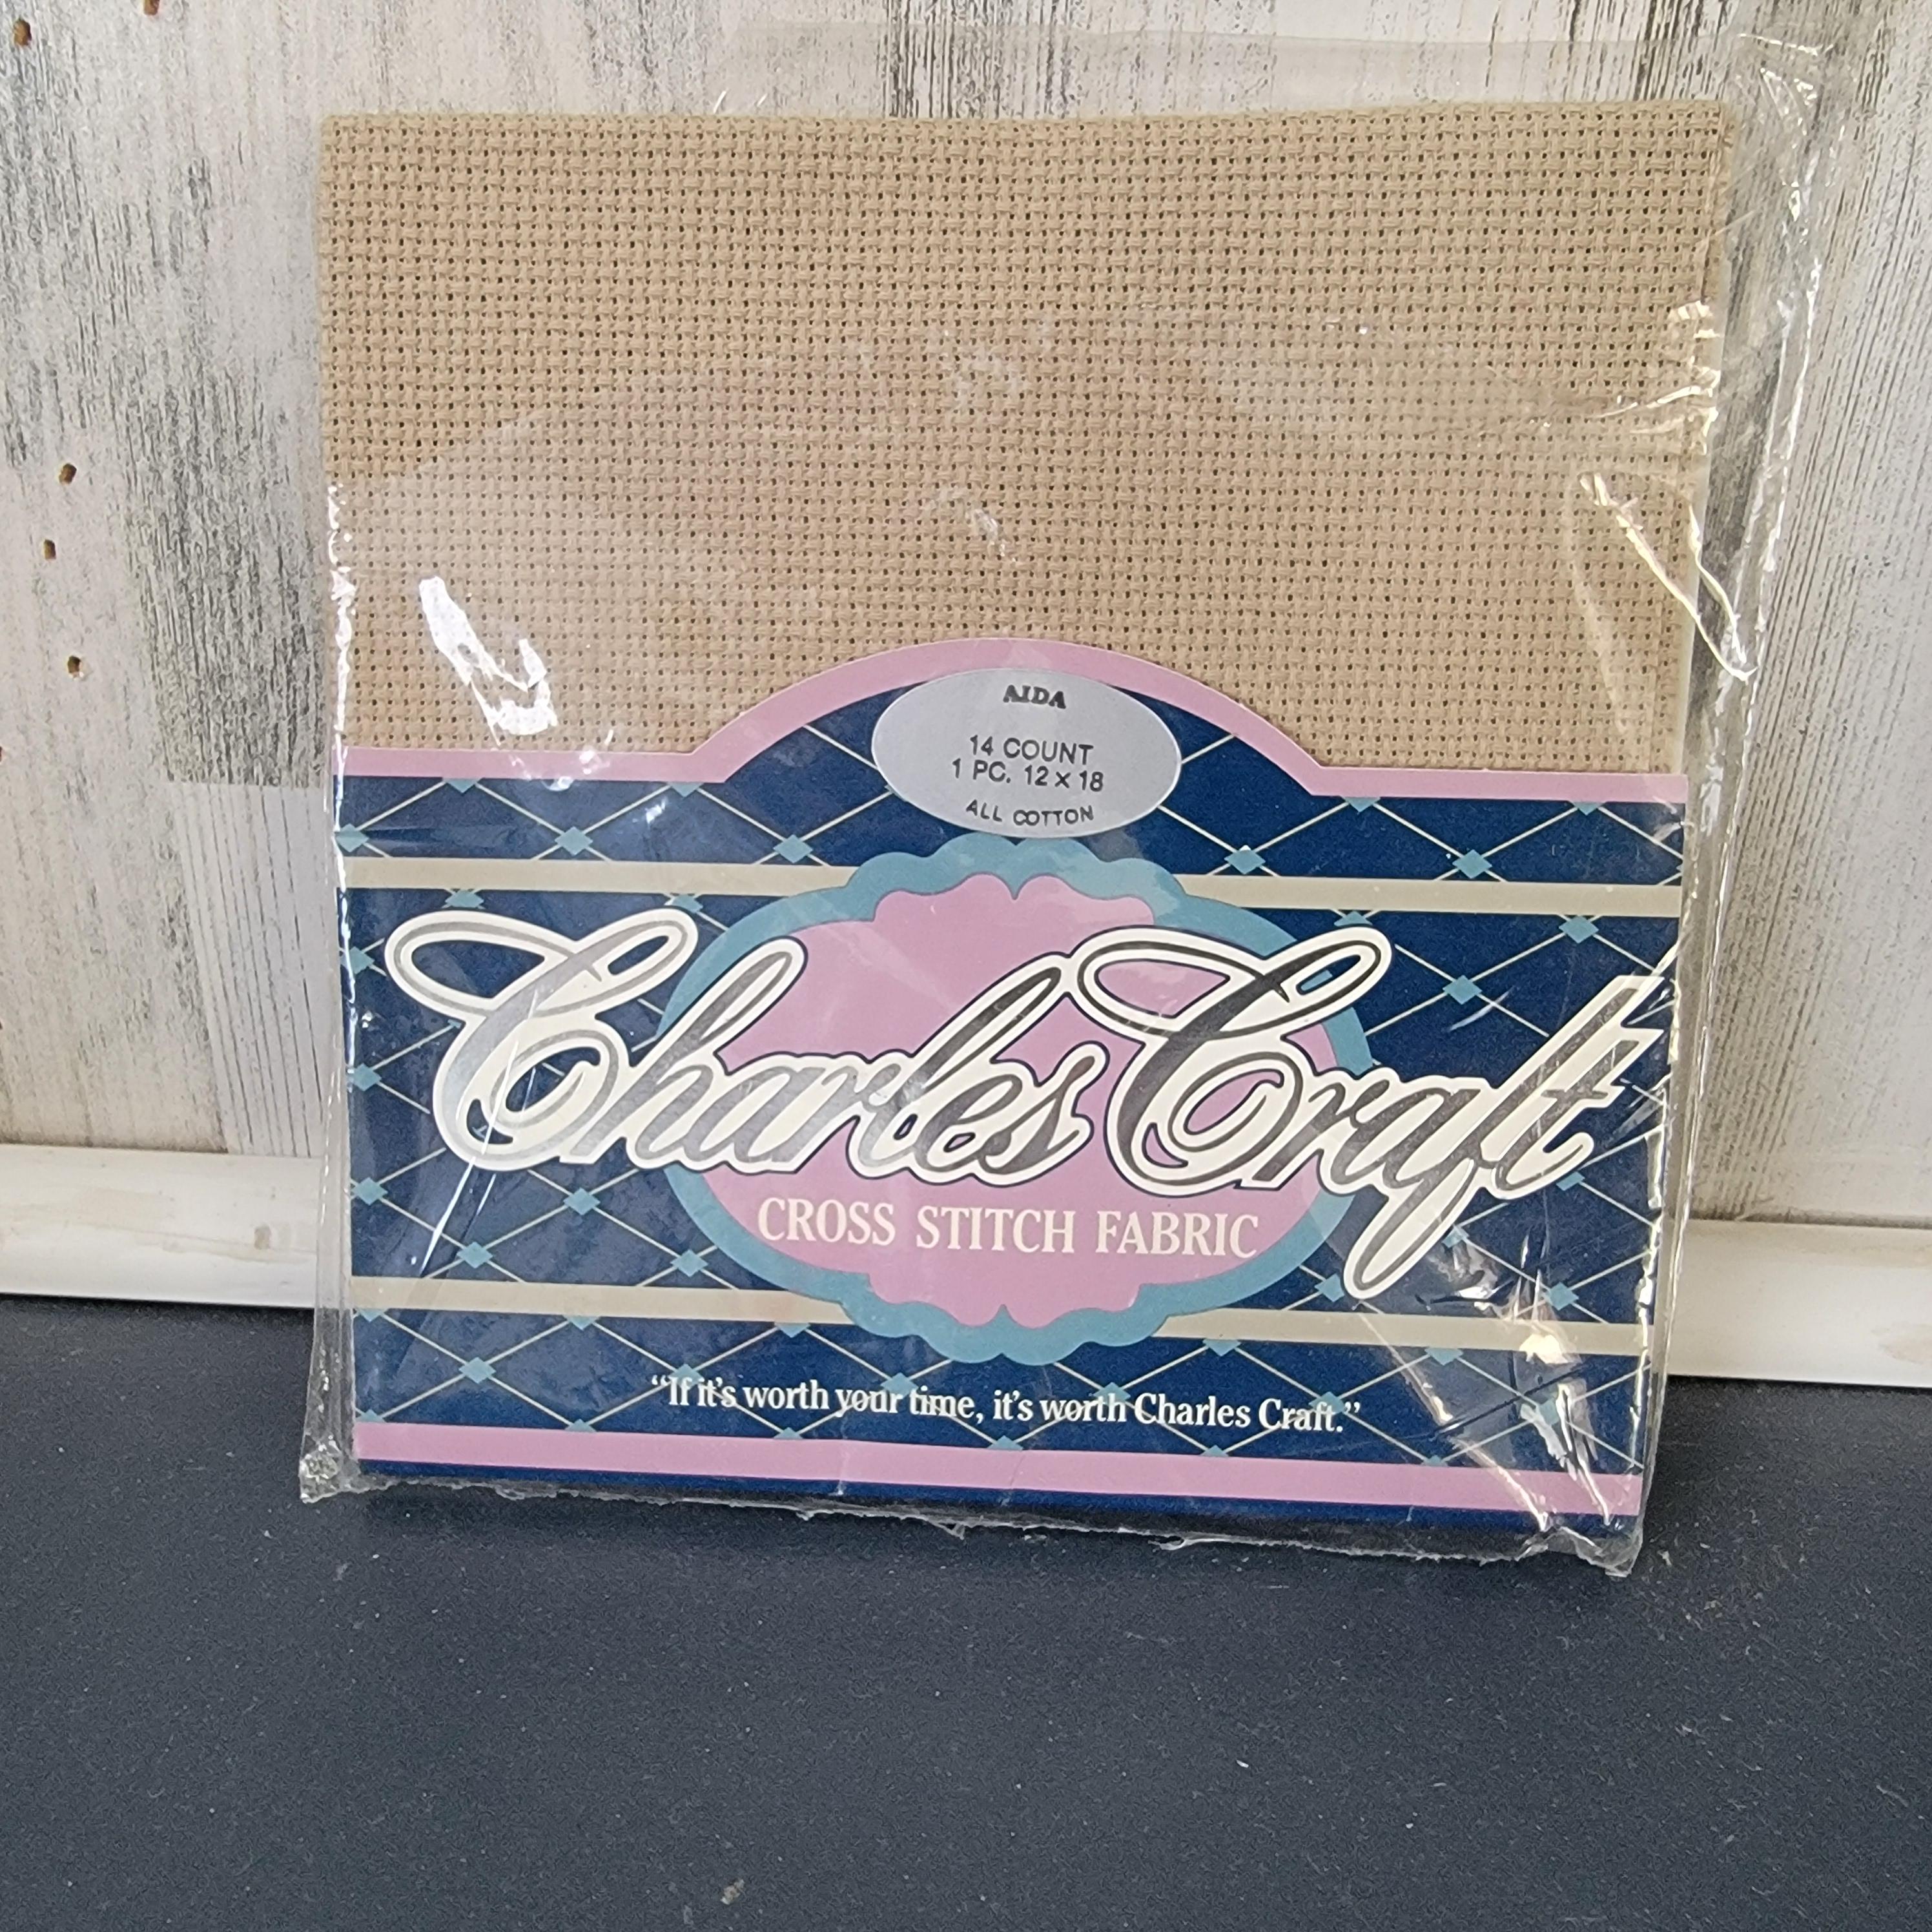 AIDA
14 COUNT
1 PC. 12 x 18
ALL COTTON
Charles Craft
CROSS STITCH FABRIC
“If it’s worth your time, it’s worth Charles Craft.”